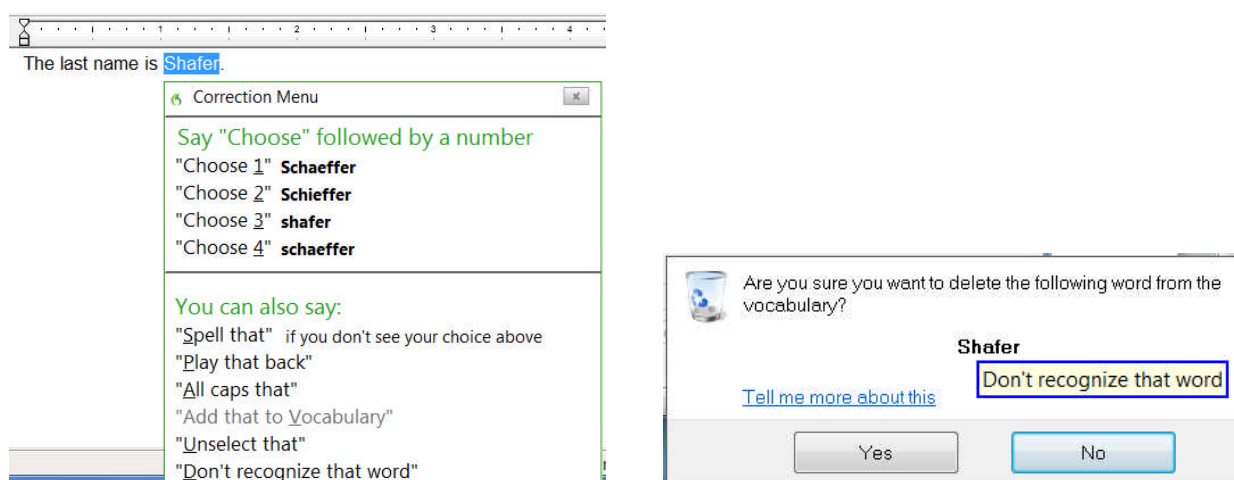 1 2 3 4
The last name is Shafer.
Correction Menu
Say "Choose" followed by a number
"Choose 1" Schaeffer
"Choose 2" Schieffer
"Choose 3" shafer
"Choose 4" schaeffer
You can also say:
"Spell that" if you don't see your choice above
"Play that back"
"All caps that"
"Add that to Vocabulary"
"Unselect that"
"Don't recognize that word"
Are you sure you want to delete the following word from the
vocabulary?
Shafer
Don't recognize that word
Tell me more about this
Yes No